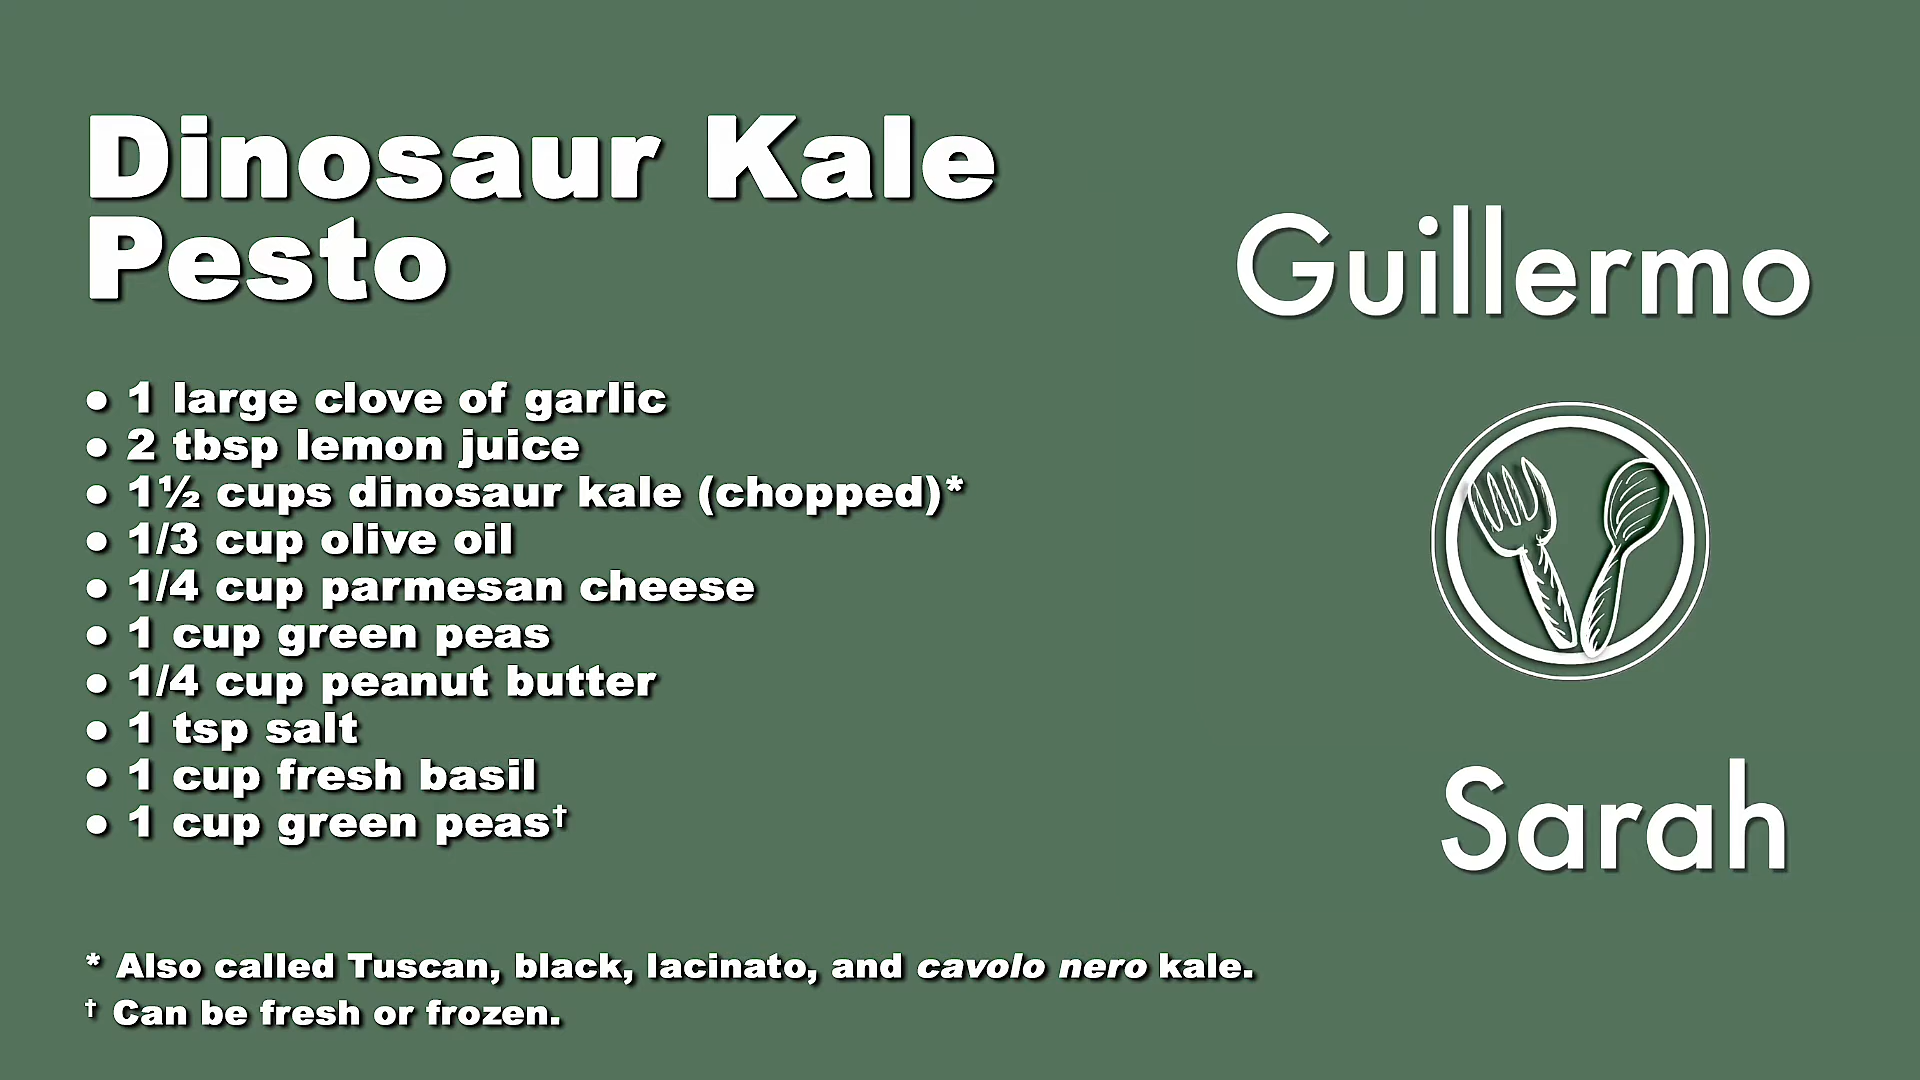 Dinosaur Kale
Pesto
● 1 large clove of garlic
● 2 tbsp lemon juice
● 1½ cups dinosaur kale (chopped)*
● 1/3 cup olive oil
● 1/4 cup parmesan cheese
● 1 cup green peas
● 1/4 cup peanut butter
● 1 tsp salt
● 1 cup fresh basil
● 1 cup green peas†
* Also called Tuscan, black, lacinato, and cavolo nero kale.
† Can be fresh or frozen.
Guillermo
Sarah